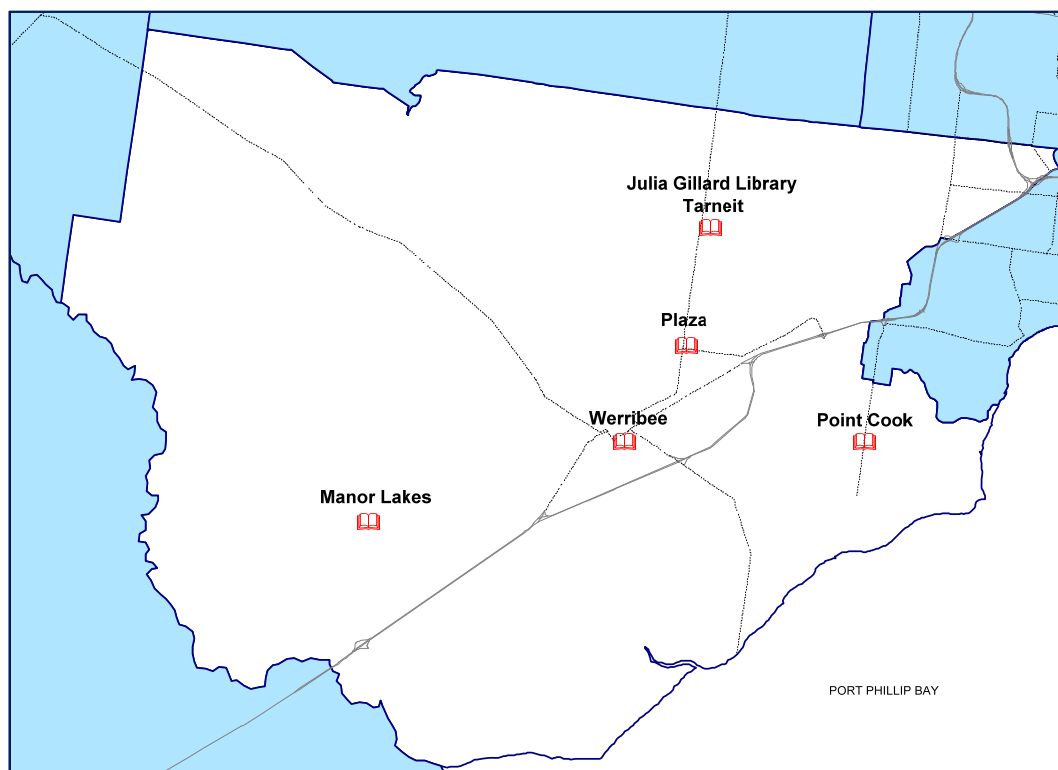 Julia Gillard Library
Tarneit
Plaza
Werribee
Point Cook
Manor Lakes
PORT PHILLIP BAY